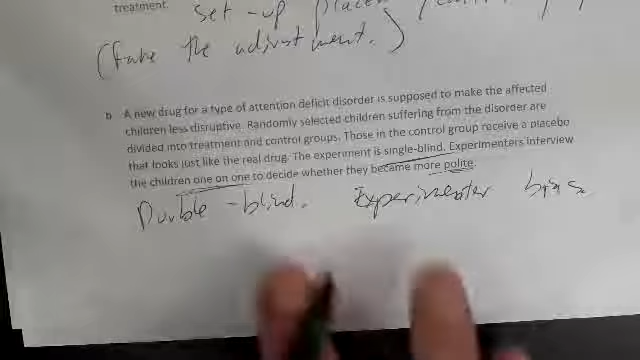 treatment. set-up
(fake the adjustment.)
b A new drug for a type of attention deficit disorder is supposed to make the affected
children less disruptive. Randomly selected children suffering from the disorder are
divided into treatment and control groups. Those in the control group receive a placebo
that looks just like the real drug. The experiment is single-blind. Experimenters interview
the children one on one to decide whether they became more polite.
Double-blind. Experimenter bias